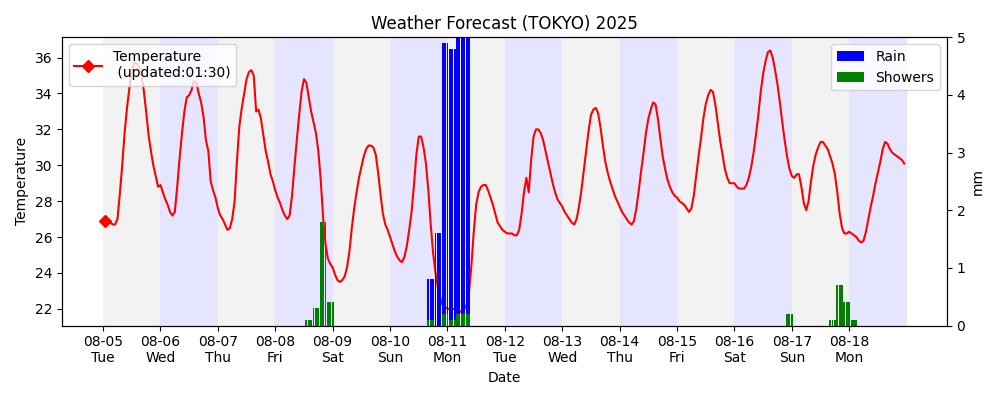 Weather Forecast (TOKYO) 2025
Temperature
(updated:01:30)
Rain
Showers
Temperature
36
34
32
30
28
26
24
22
5
4
3
2
1
0
mm
08-05 08-06 08-07 08-08 08-09 08-10 08-11 08-12 08-13 08-14 08-15 08-16 08-17 08-18
Tue Wed Thu Fri Sat Sun Mon Tue Wed Thu Fri Sat Sun Mon
Date